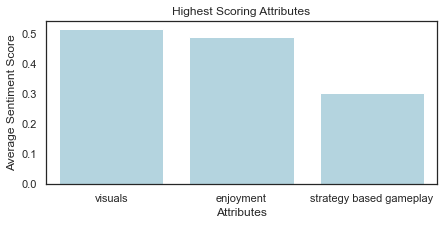 Highest Scoring Attributes
Average Sentiment Score
0.5
0.4
0.3
0.2
0.1
0.0
visuals
enjoyment
strategy based gameplay
Attributes